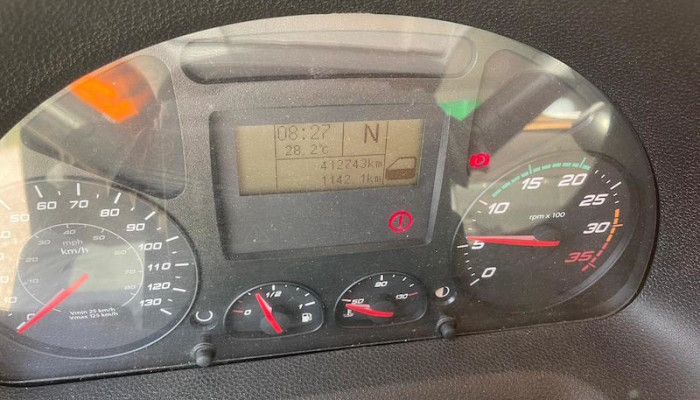 08:27 N
28.2°C
412743km
1142.1km
50 60 70 80 90 100 110 120 130
mph
km/h
Vmin 25 km/h
Vmax 125 km/h
0 1/2 1
50 90 130
0 5 10 15 20 25 30 35
rpm x 100